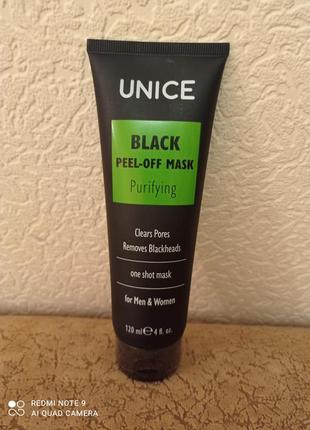 UNICE
BLACK
PEEL-OFF MASK
Purifying
Clears Pores
Removes Blackheads
one shot mask
for Men & Women
120 ml ℮ 4 fl. oz.
REDMI NOTE 9
AI QUAD CAMERA